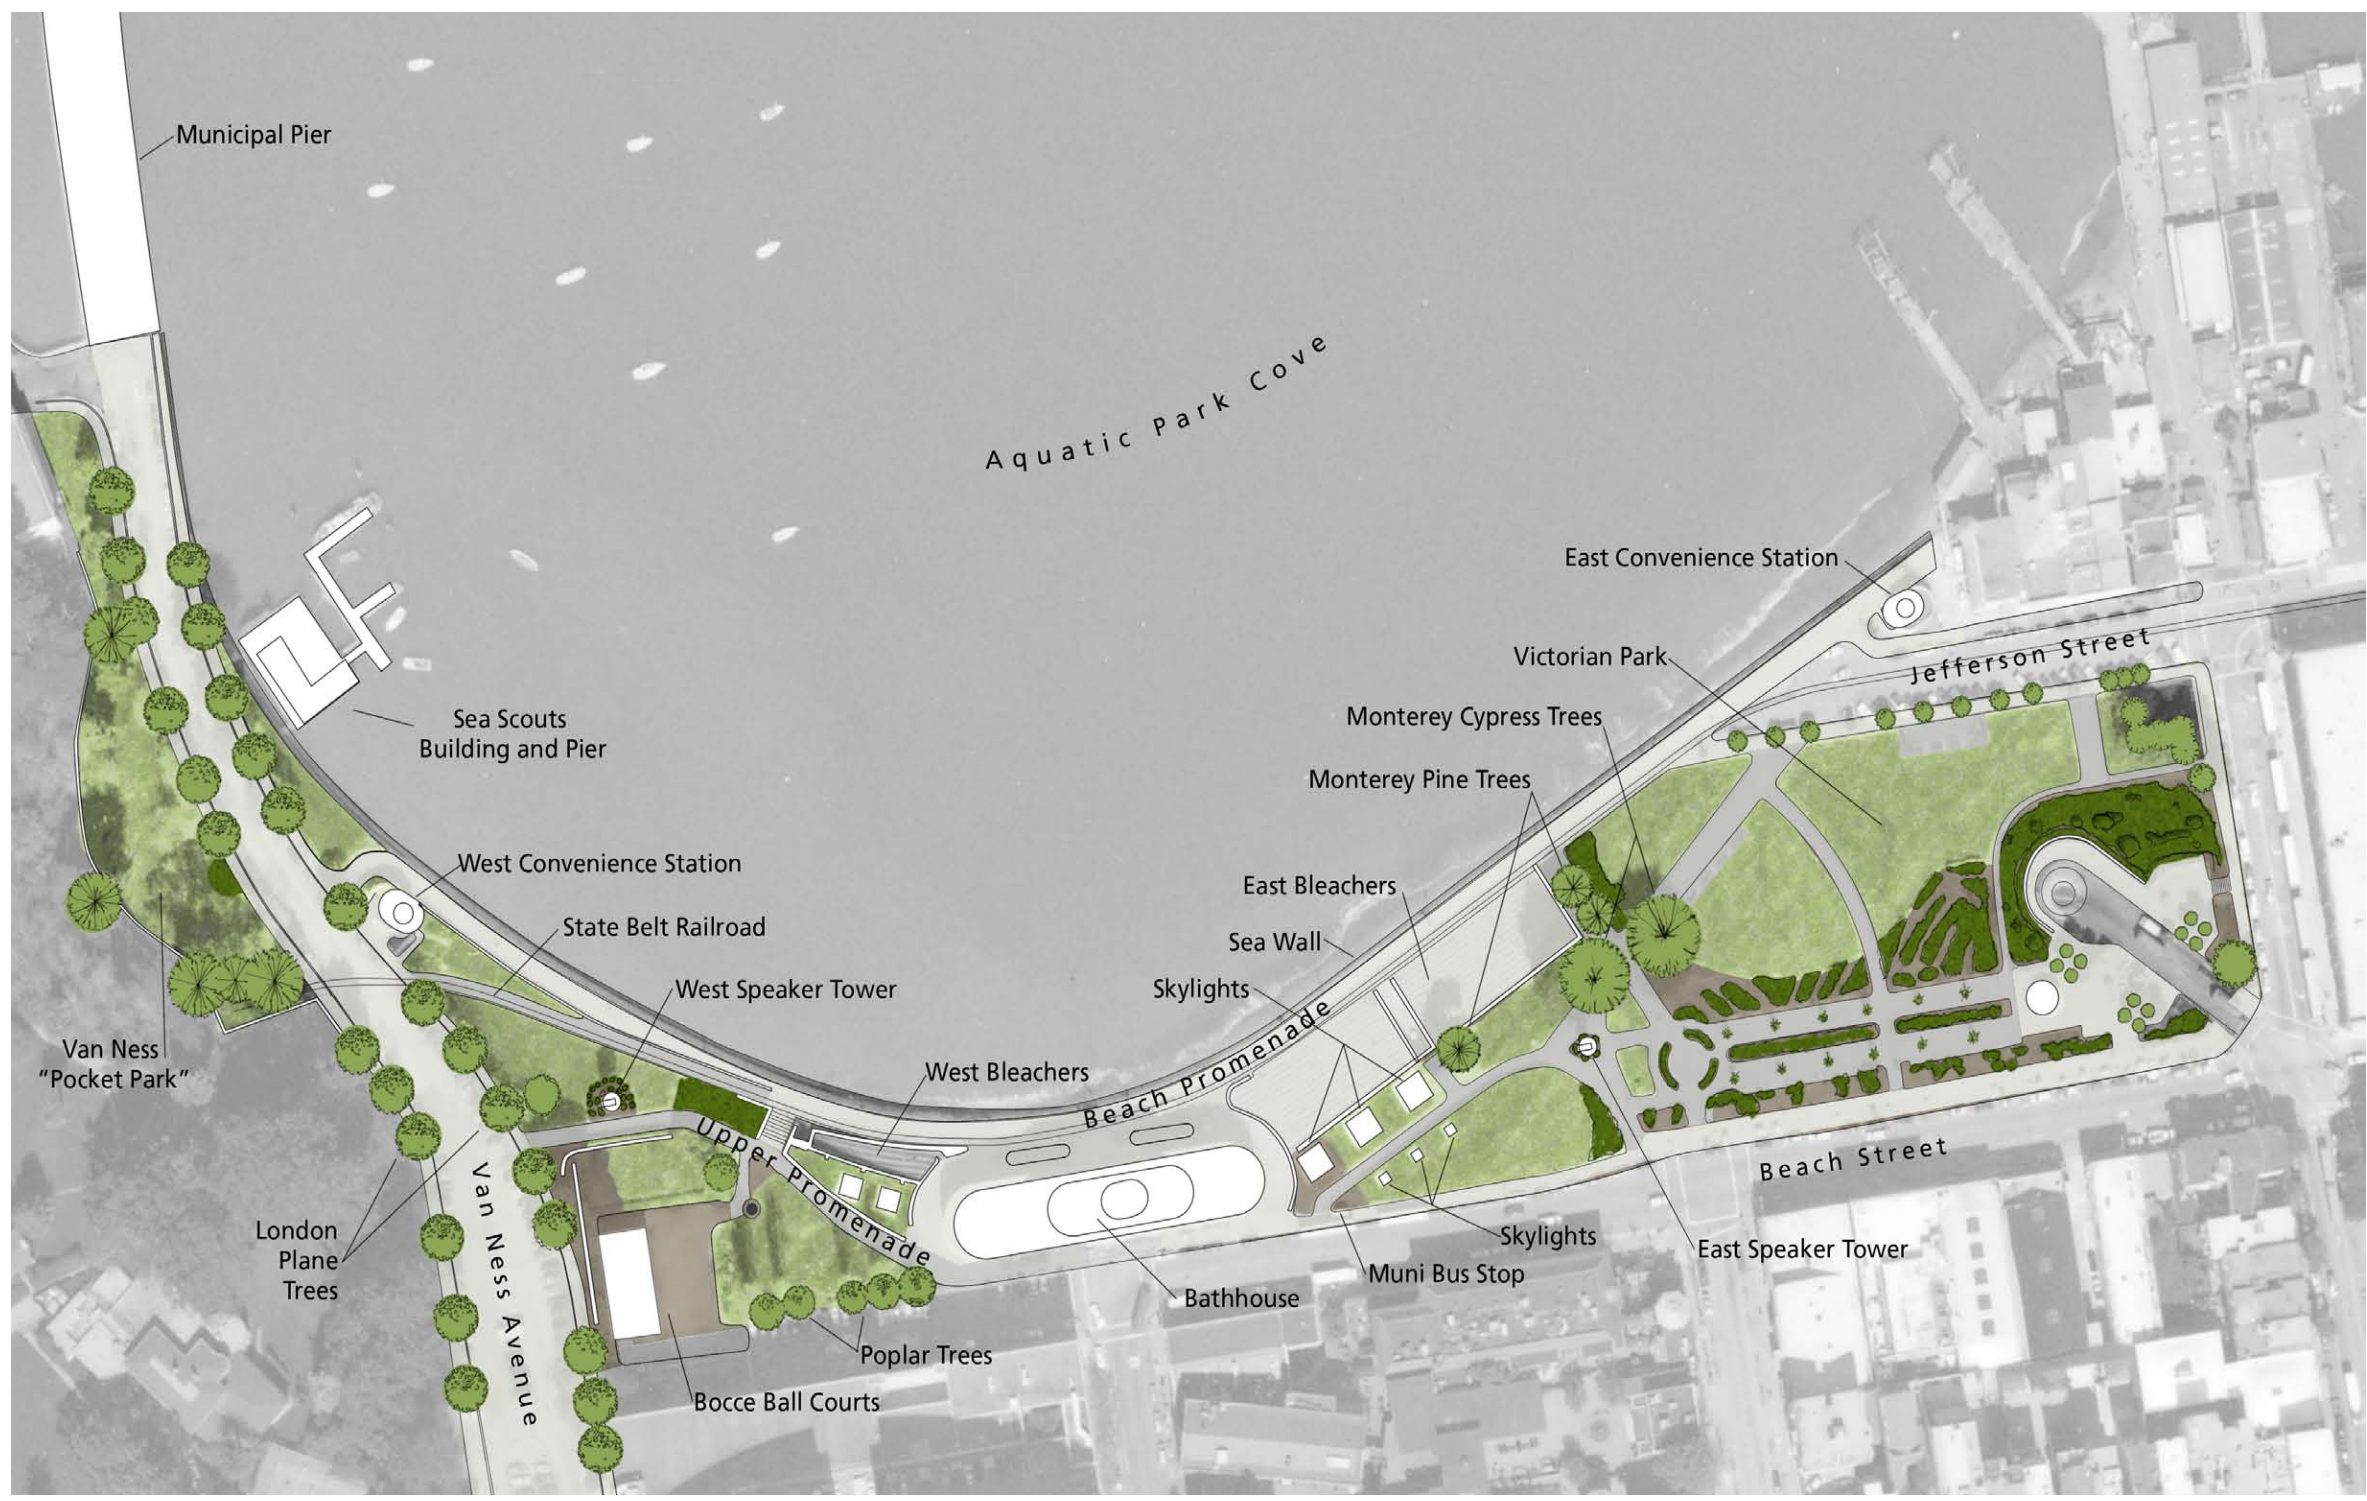 Municipal Pier
Aquatic Park Cove
East Convenience Station
Jefferson Street
Victorian Park
Monterey Cypress Trees
Sea Scouts
Building and Pier
Monterey Pine Trees
West Convenience Station
East Bleachers
State Belt Railroad
Sea Wall
West Speaker Tower
Skylights
Van Ness
"Pocket Park"
West Bleachers
Beach Promenade
Upper Promenade
Beach Street
London
Plane
Trees
Van Ness Avenue
Skylights
East Speaker Tower
Muni Bus Stop
Bathhouse
Poplar Trees
Bocce Ball Courts